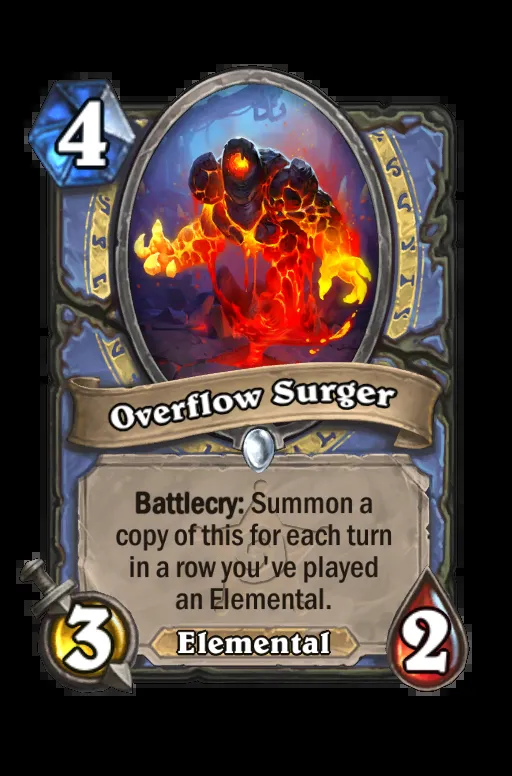 4
Overflow Surger
Battlecry: Summon a
copy of this for each turn
in a row you've played
an Elemental.
3
Elemental
2